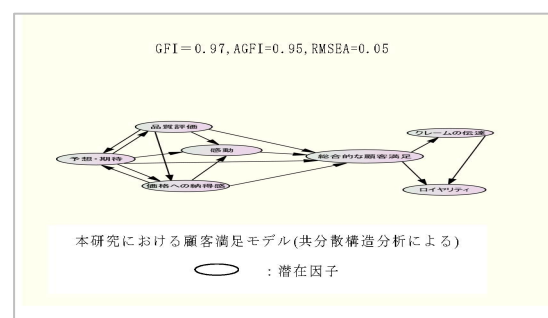 GFI＝0.97,AGFI=0.95,RMSEA=0.05
品質評価
クレームの伝達
感動
予想・期待
総合的な顧客満足
価格への納得感
ロイヤリティ
本研究における顧客満足モデル(共分散構造分析による)
：潜在因子